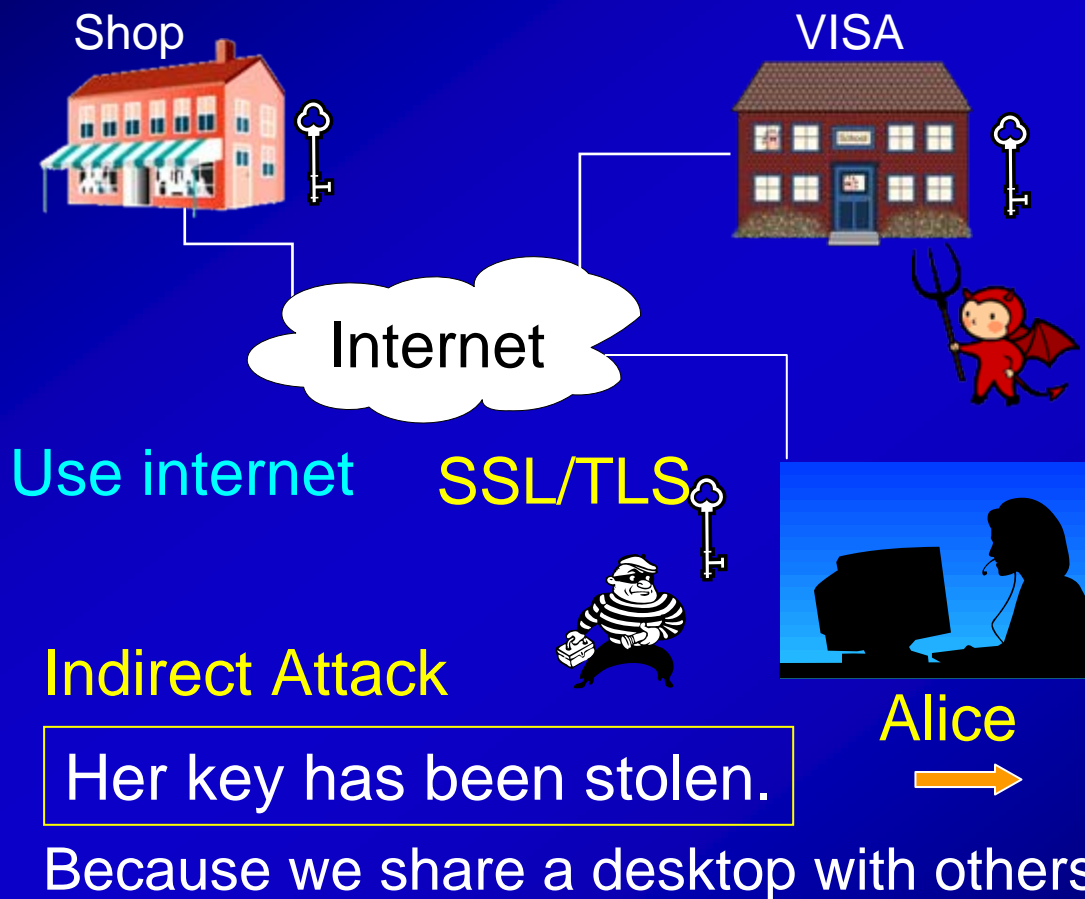 Shop
VISA
School
Internet
Use internet
SSL/TLS
Indirect Attack
Alice
Her key has been stolen.
Because we share a desktop with others